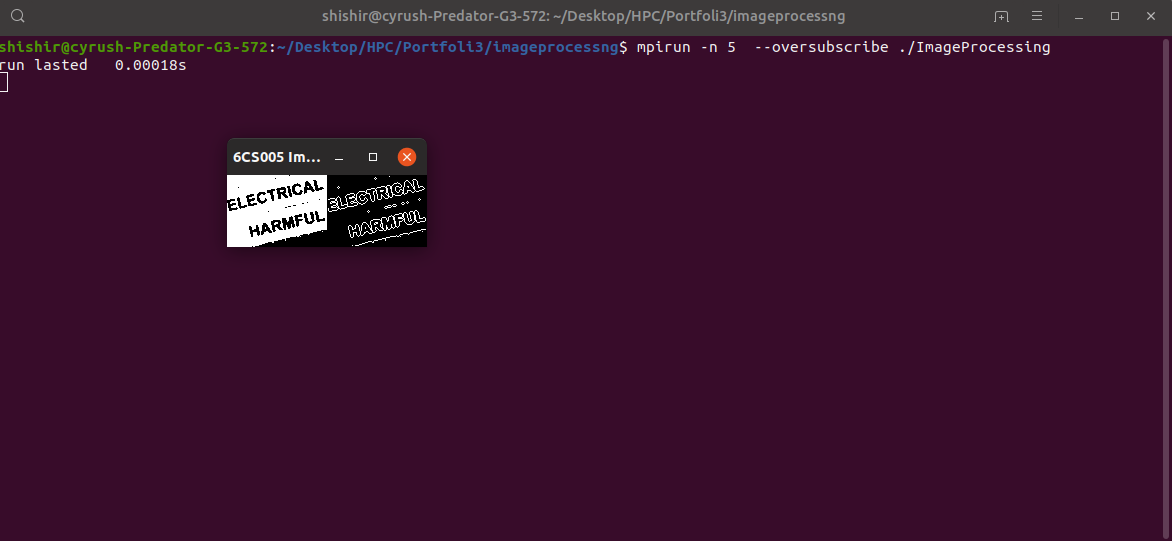 shishir@cyrush-Predator-G3-572: ~/Desktop/HPC/Portfoli3/imageprocessng
shishir@cyrush-Predator-G3-572:~/Desktop/HPC/Portfoli3/imageprocessng$ mpirun -n 5  --oversubscribe ./ImageProcessing
run lasted   0.00018s
6CS005 Im...
ELECTRICAL ELECTRICAL
HARMFUL HARMFUL